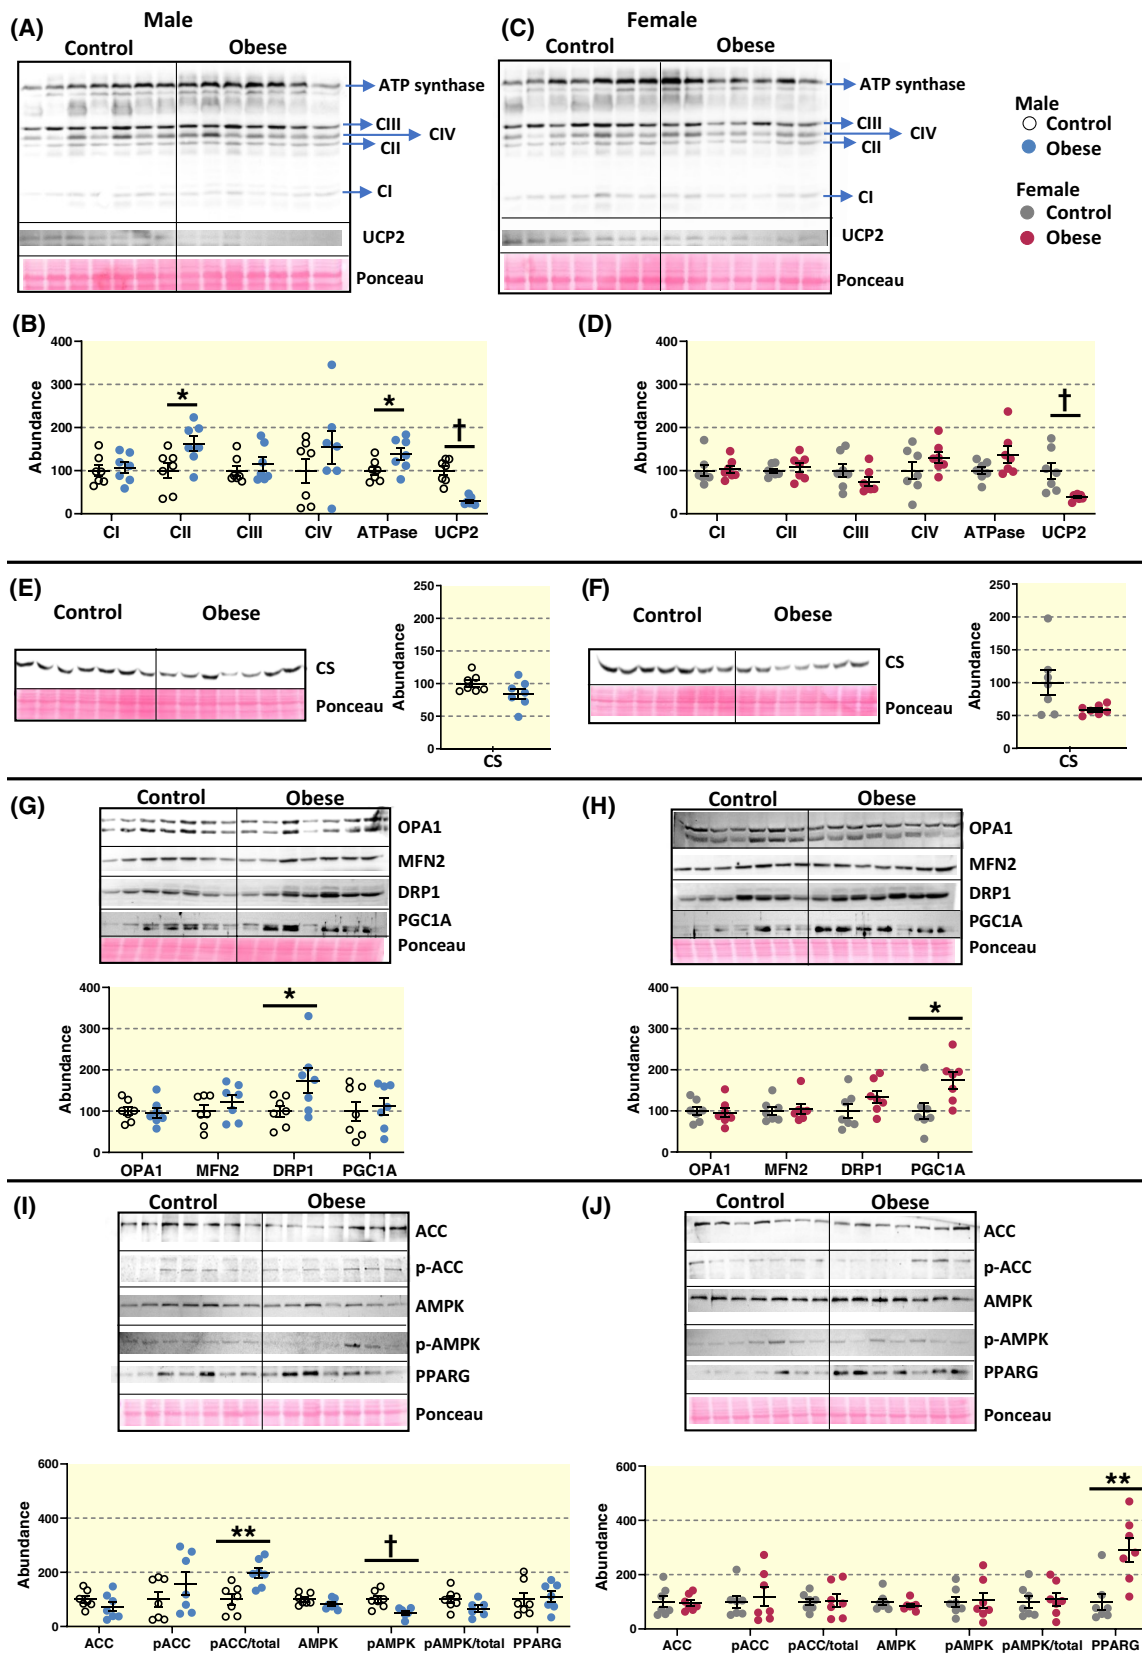 (A)
Male
Control
Obese
ATP synthase
CIII
CIV
CII
CI
UCP2
Ponceau
(C)
Female
Control
Obese
ATP synthase
CIII
CIV
CII
CI
UCP2
Ponceau
Male
Control
Obese
Female
Control
Obese
(B)
Abundance
400
300
200
100
0
*
*
†
CI
CII
CIII
CIV
ATPase
UCP2
(D)
Abundance
400
300
200
100
0
†
CI
CII
CIII
CIV
ATPase
UCP2
(E)
Control
Obese
CS
Ponceau
Abundance
250
200
150
100
50
0
CS
(F)
Control
Obese
CS
Ponceau
Abundance
250
200
150
100
50
0
CS
(G)
Control
Obese
OPA1
MFN2
DRP1
PGC1A
Ponceau
Abundance
400
300
200
100
0
*
OPA1
MFN2
DRP1
PGC1A
(H)
Control
Obese
OPA1
MFN2
DRP1
PGC1A
Ponceau
Abundance
400
300
200
100
0
*
OPA1
MFN2
DRP1
PGC1A
(I)
Control
Obese
ACC
p-ACC
AMPK
p-AMPK
PPARG
Ponceau
Abundance
600
400
200
0
**
†
ACC
pACC
pACC/total
AMPK
pAMPK
pAMPK/total
PPARG
(J)
Control
Obese
ACC
p-ACC
AMPK
p-AMPK
PPARG
Ponceau
Abundance
600
400
200
0
**
ACC
pACC
pACC/total
AMPK
pAMPK
pAMPK/total
PPARG